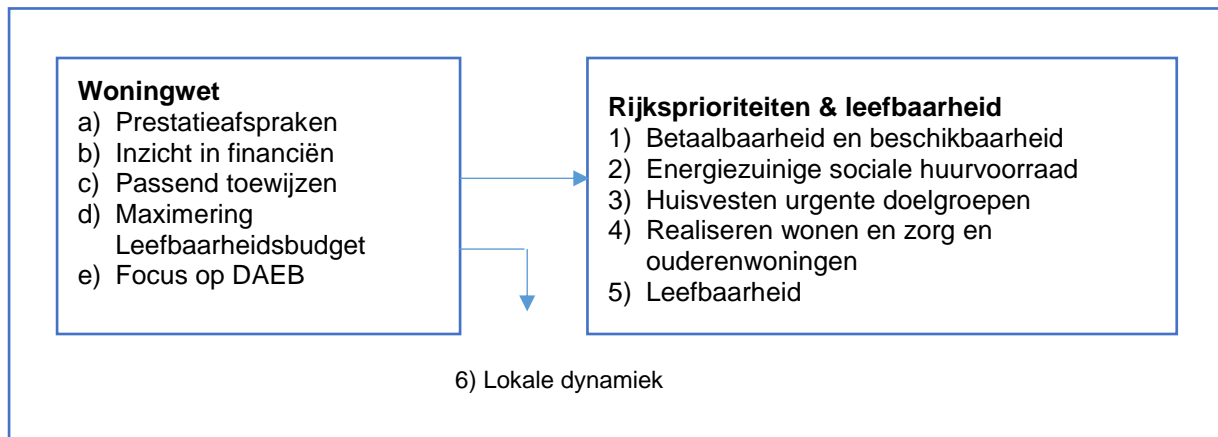 Woningwet
a) Prestatieafspraken
b) Inzicht in financiën
c) Passend toewijzen
d) Maximering
Leefbaarheidsbudget
e) Focus op DAEB
Rijksprioriteiten & leefbaarheid
1) Betaalbaarheid en beschikbaarheid
2) Energiezuinige sociale huurvoorraad
3) Huisvesten urgente doelgroepen
4) Realiseren wonen en zorg en
ouderenwoningen
5) Leefbaarheid
6) Lokale dynamiek